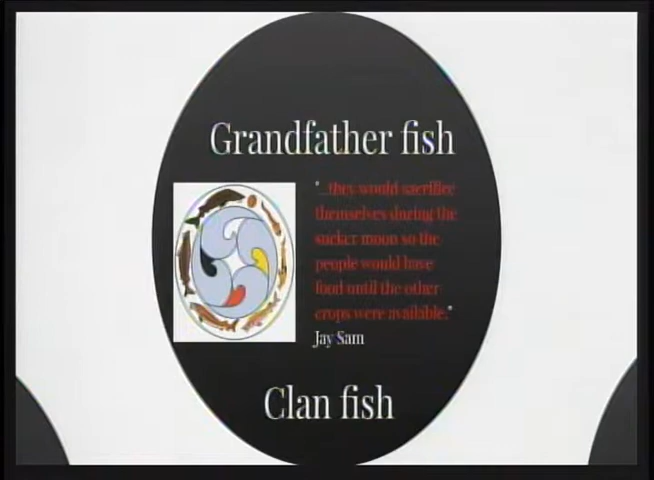 Grandfather fish
"...they would sacrifice
themselves during the
sucker moon so the
people would have
food until the other
crops were available."
Jay Sam
Clan fish